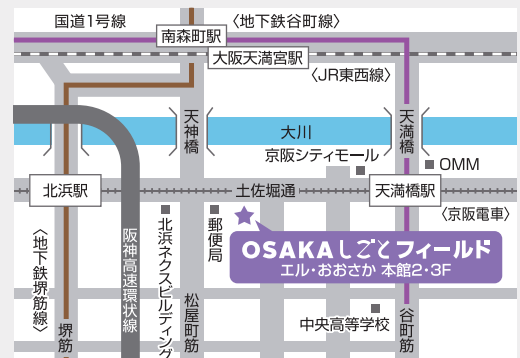 国道1号線
〈地下鉄谷町線〉
南森町駅
大阪天満宮駅
〈JR東西線〉
天神橋
大川
天満橋
京阪シティモール
OMM
北浜駅
土佐堀通
天満橋駅
〈京阪電車〉
〈地下鉄堺筋線〉
阪神高速環状線
北浜ネクスビルディング
郵便局
OSAKAしごとフィールド
エル・おおさか 本館2・3F
松屋町筋
中央高等学校
堺筋
谷町筋